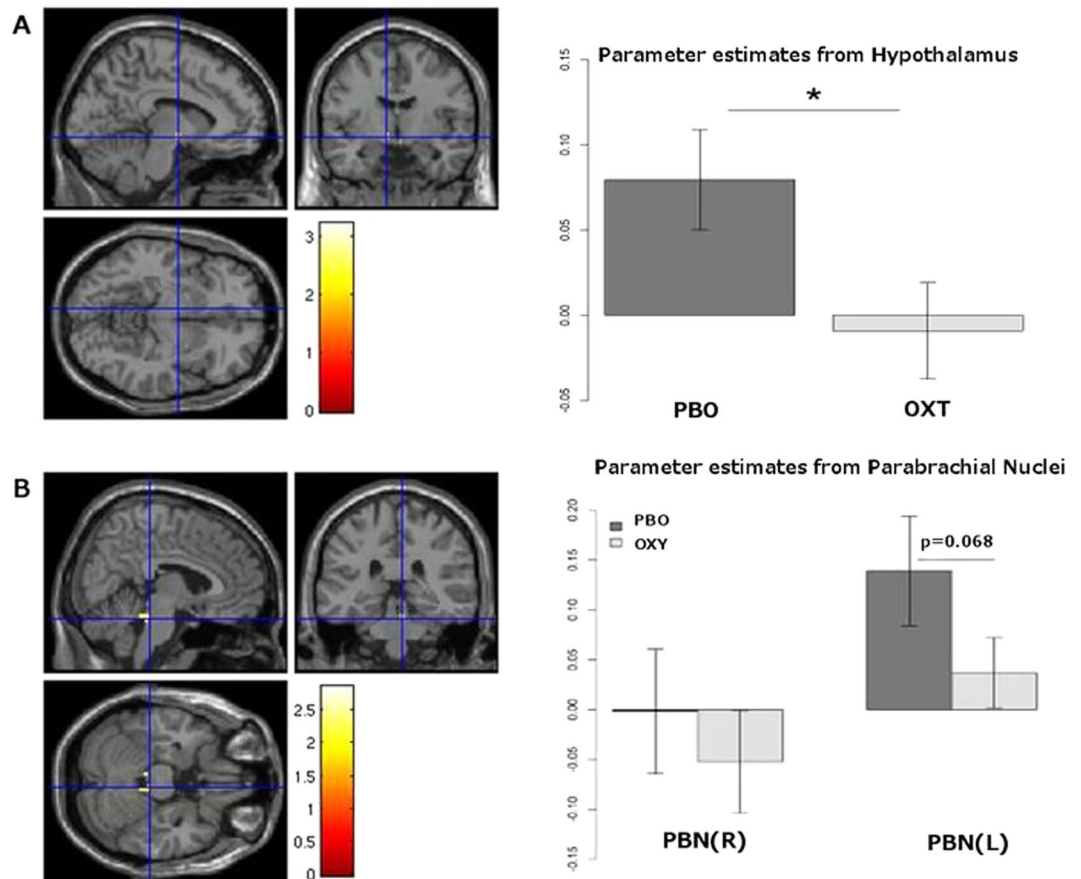 A
Parameter estimates from Hypothalamus
0.15
0.10
0.05
0.00
-0.05
*
PBO
OXT
3
2
1
0
B
Parameter estimates from Parabrachial Nuclei
0.20
0.15
0.10
0.05
0.00
-0.05
-0.10
-0.15
PBO
OXY
p=0.068
PBN(R)
PBN(L)
2.5
2
1.5
1
0.5
0